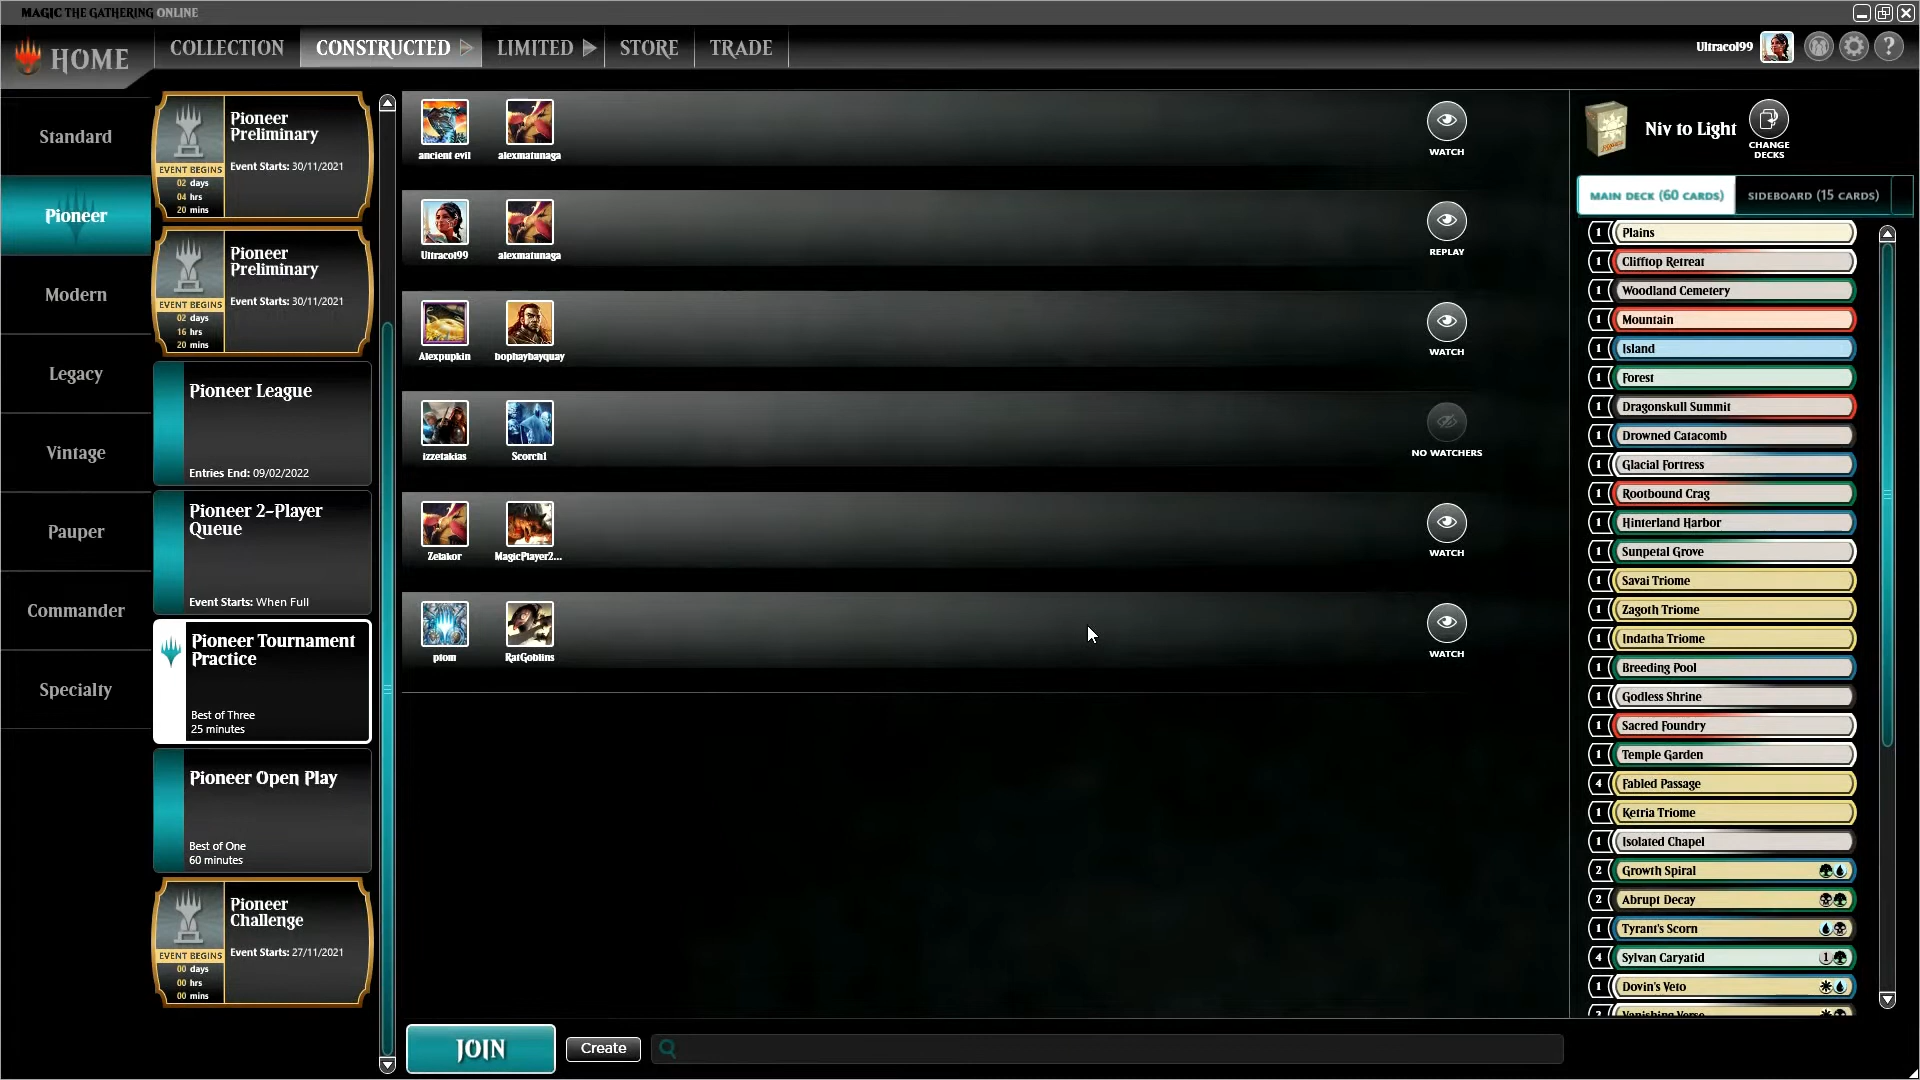 MAGIC THE GATHERING ONLINE
HOME
COLLECTION
CONSTRUCTED
LIMITED
STORE
TRADE
Ultracol99
?
Standard
Pioneer
Modern
Legacy
Vintage
Pauper
Commander
Specialty
Pioneer
Preliminary
Event Starts: 30/11/2021
EVENT BEGINS
02 days
04 hrs
20 mins
Pioneer
Preliminary
Event Starts: 30/11/2021
EVENT BEGINS
02 days
16 hrs
20 mins
Pioneer League
Entries End: 09/02/2022
Pioneer 2-Player
Queue
Event Starts: When Full
Pioneer Tournament
Practice
Best of Three
25 minutes
Pioneer Open Play
Best of One
60 minutes
Pioneer
Challenge
Event Starts: 27/11/2021
EVENT BEGINS
00 days
00 hrs
00 mins
ancient evil
alexmatunaga
WATCH
Ultracol99
alexmatunaga
REPLAY
Alexpupkin
bophaybayquay
WATCH
izzetakias
Scorch1
NO WATCHERS
Zelakor
MagicPlayer2...
WATCH
ptom
RatGoblins
WATCH
JOIN
Create
Niv to Light
CHANGE
DECKS
MAIN DECK (60 CARDS)
SIDEBOARD (15 CARDS)
1 Plains
1 Clifftop Retreat
1 Woodland Cemetery
1 Mountain
1 Island
1 Forest
1 Dragonskull Summit
1 Drowned Catacomb
1 Glacial Fortress
1 Rootbound Crag
1 Hinterland Harbor
1 Sunpetal Grove
1 Savai Triome
1 Zagoth Triome
1 Indatha Triome
1 Breeding Pool
1 Godless Shrine
1 Sacred Foundry
1 Temple Garden
4 Fabled Passage
1 Ketria Triome
1 Isolated Chapel
2 Growth Spiral
2 Abrupt Decay
1 Tyrant's Scorn
4 Sylvan Caryatid 1
1 Dovin's Veto
Vanishing Verse